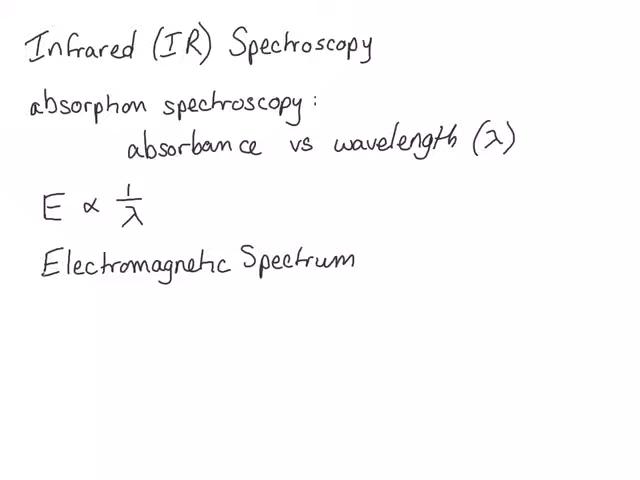 Infrared (IR) Spectroscopy
absorption spectroscopy:
absorbance vs wavelength (λ)
E ∝ 1/λ
Electromagnetic Spectrum